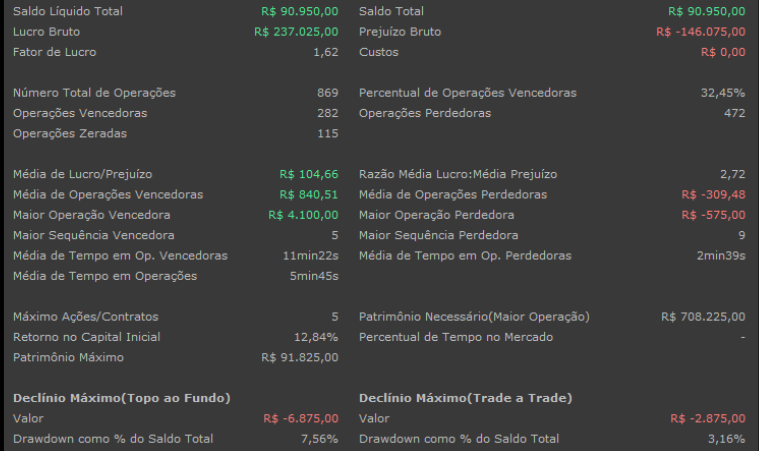 Saldo Líquido Total R$ 90.950,00 Saldo Total R$ 90.950,00
Lucro Bruto R$ 237.025,00 Prejuízo Bruto R$ -146.075,00
Fator de Lucro 1,62 Custos R$ 0,00
Número Total de Operações 869 Percentual de Operações Vencedoras 32,45%
Operações Vencedoras 282 Operações Perdedoras 472
Operações Zeradas 115
Média de Lucro/Prejuízo R$ 104,66 Razão Média Lucro:Média Prejuízo 2,72
Média de Operações Vencedoras R$ 840,51 Média de Operações Perdedoras R$ -309,48
Maior Operação Vencedora R$ 4.100,00 Maior Operação Perdedora R$ -575,00
Maior Sequência Vencedora 5 Maior Sequência Perdedora 9
Média de Tempo em Op. Vencedoras 11min22s Média de Tempo em Op. Perdedoras 2min39s
Média de Tempo em Operações 5min45s
Máximo Ações/Contratos 5 Patrimônio Necessário(Maior Operação) R$ 708.225,00
Retorno no Capital Inicial 12,84% Percentual de Tempo no Mercado -
Patrimônio Máximo R$ 91.825,00
Declínio Máximo(Topo ao Fundo) Declínio Máximo(Trade a Trade)
Valor R$ -6.875,00 Valor R$ -2.875,00
Drawdown como % do Saldo Total 7,56% Drawdown como % do Saldo Total 3,16%